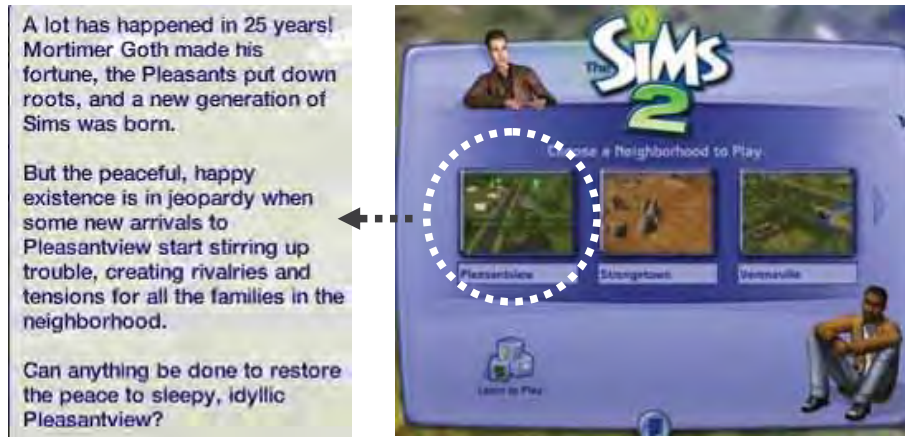 A lot has happened in 25 years!
Mortimer Goth made his
fortune, the Pleasants put down
roots, and a new generation of
Sims was born.
But the peaceful, happy
existence is in jeopardy when
some new arrivals to
Pleasantview start stirring up
trouble, creating rivalries and
tensions for all the families in the
neighborhood.
Can anything be done to restore
the peace to sleepy, idyllic
Pleasantview?
The SiMS
2
Choose a Neighborhood to Play
Pleasantview
Strangetown
Veronaville
Learn to Play